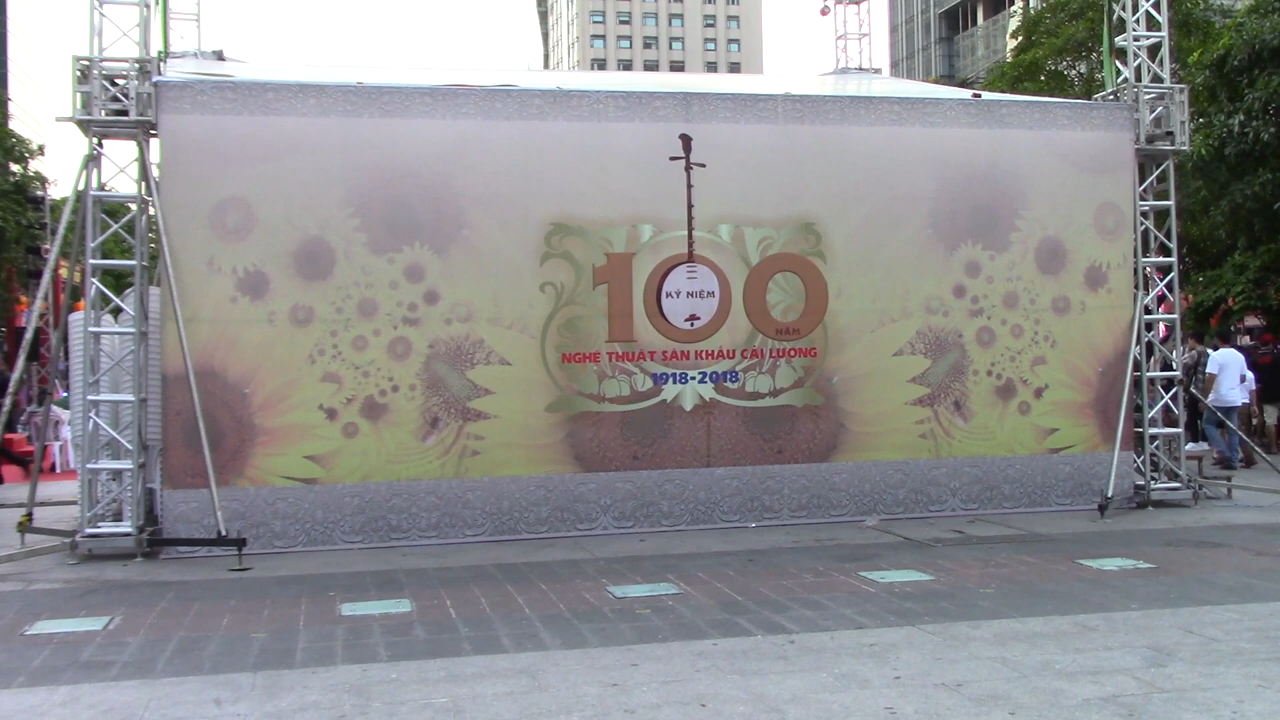 100
KỶ NIỆM
NĂM
NGHỆ THUẬT SÂN KHẤU CẢI LƯƠNG
1918-2018